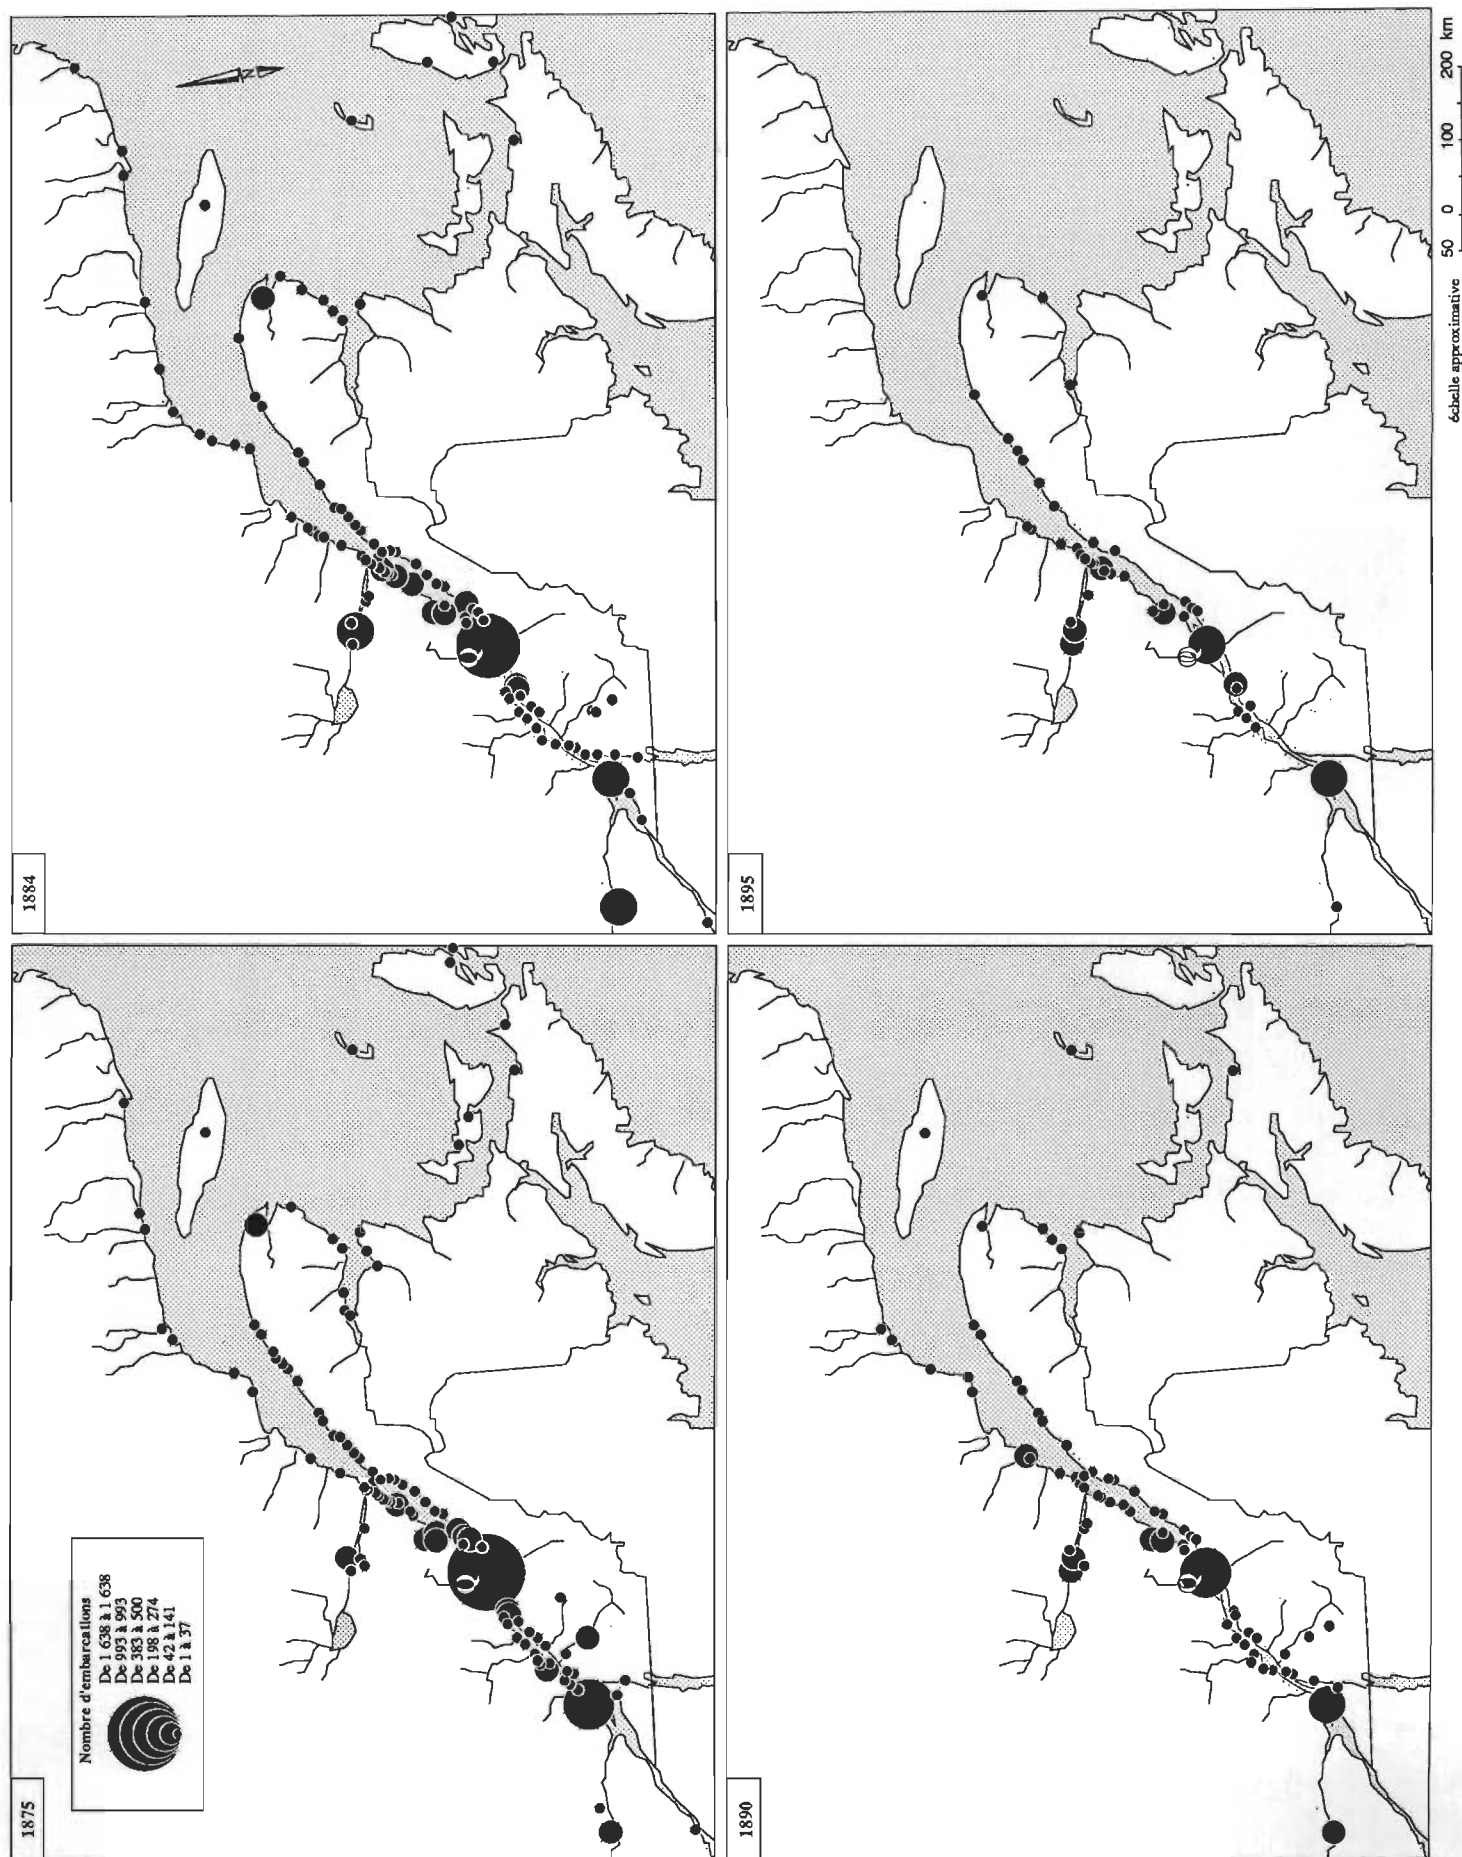 1875
Nombre d'embarcations
De 1 638 à 1 638
De 993 à 993
De 383 à 500
De 198 à 274
De 42 à 141
De 1 à 37
Q
1884
N
Q
1890
Q
1895
Q
50 0 100 200 km
échelle approximative